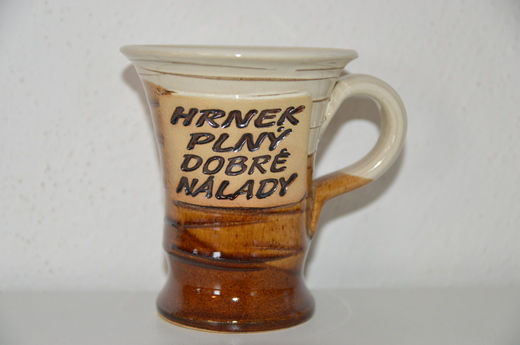 HRNEK
PLNÝ
DOBRÉ
NÁLADY